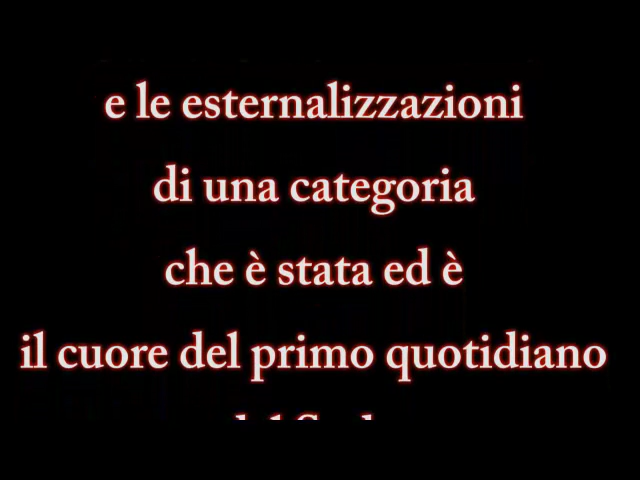 e le esternalizzazioni
di una categoria
che è stata ed è
il cuore del primo quotidiano